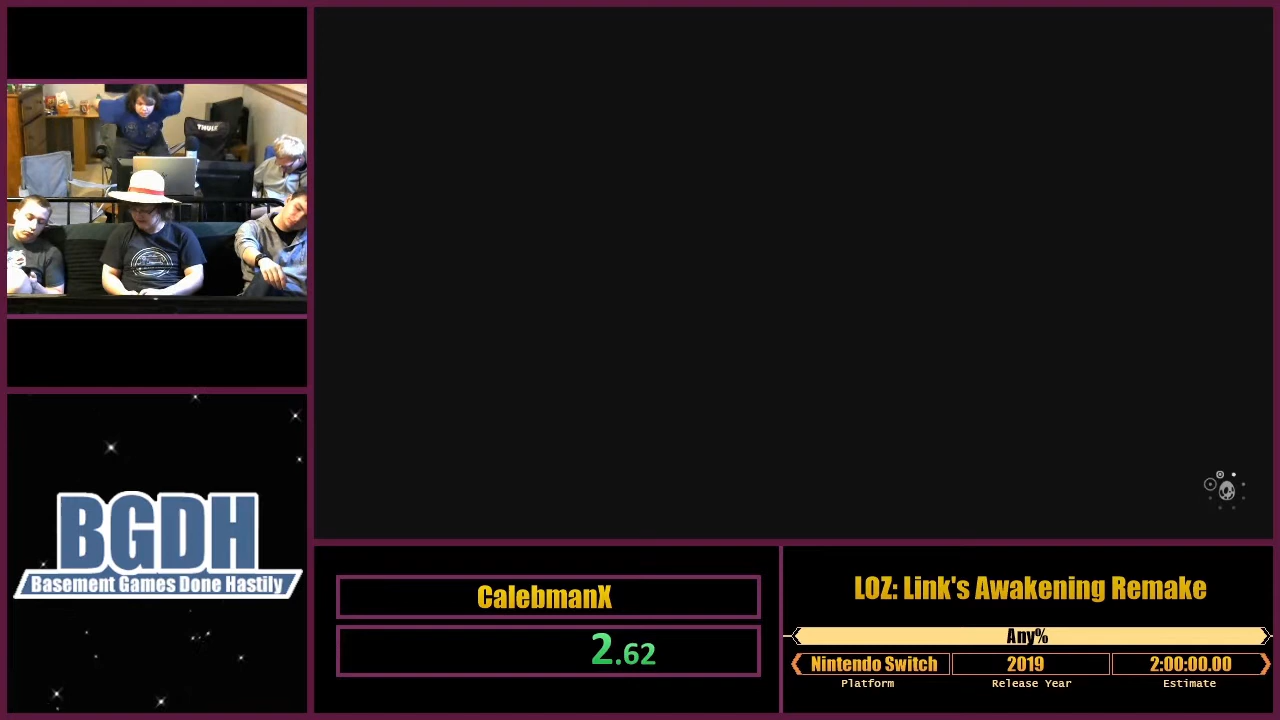 THULE
BGDH
Basement Games Done Hastily
CalebmanX
2.62
LOZ: Link's Awakening Remake
Any%
Nintendo Switch
2019
2:00:00.00
Platform
Release Year
Estimate